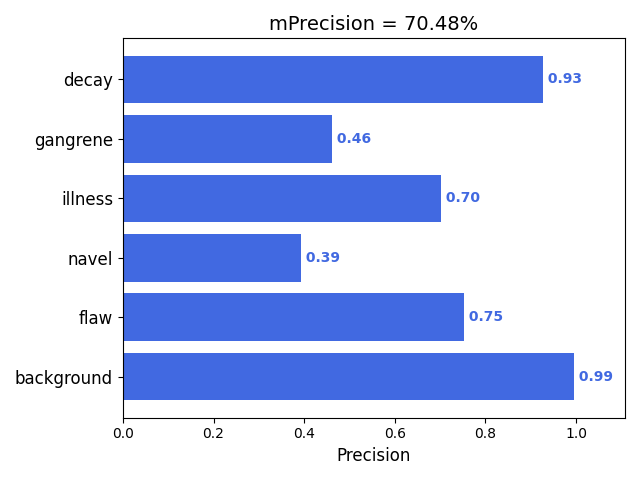 mPrecision = 70.48%
decay 0.93
gangrene 0.46
illness 0.70
navel 0.39
flaw 0.75
background 0.99
0.0 0.2 0.4 0.6 0.8 1.0
Precision